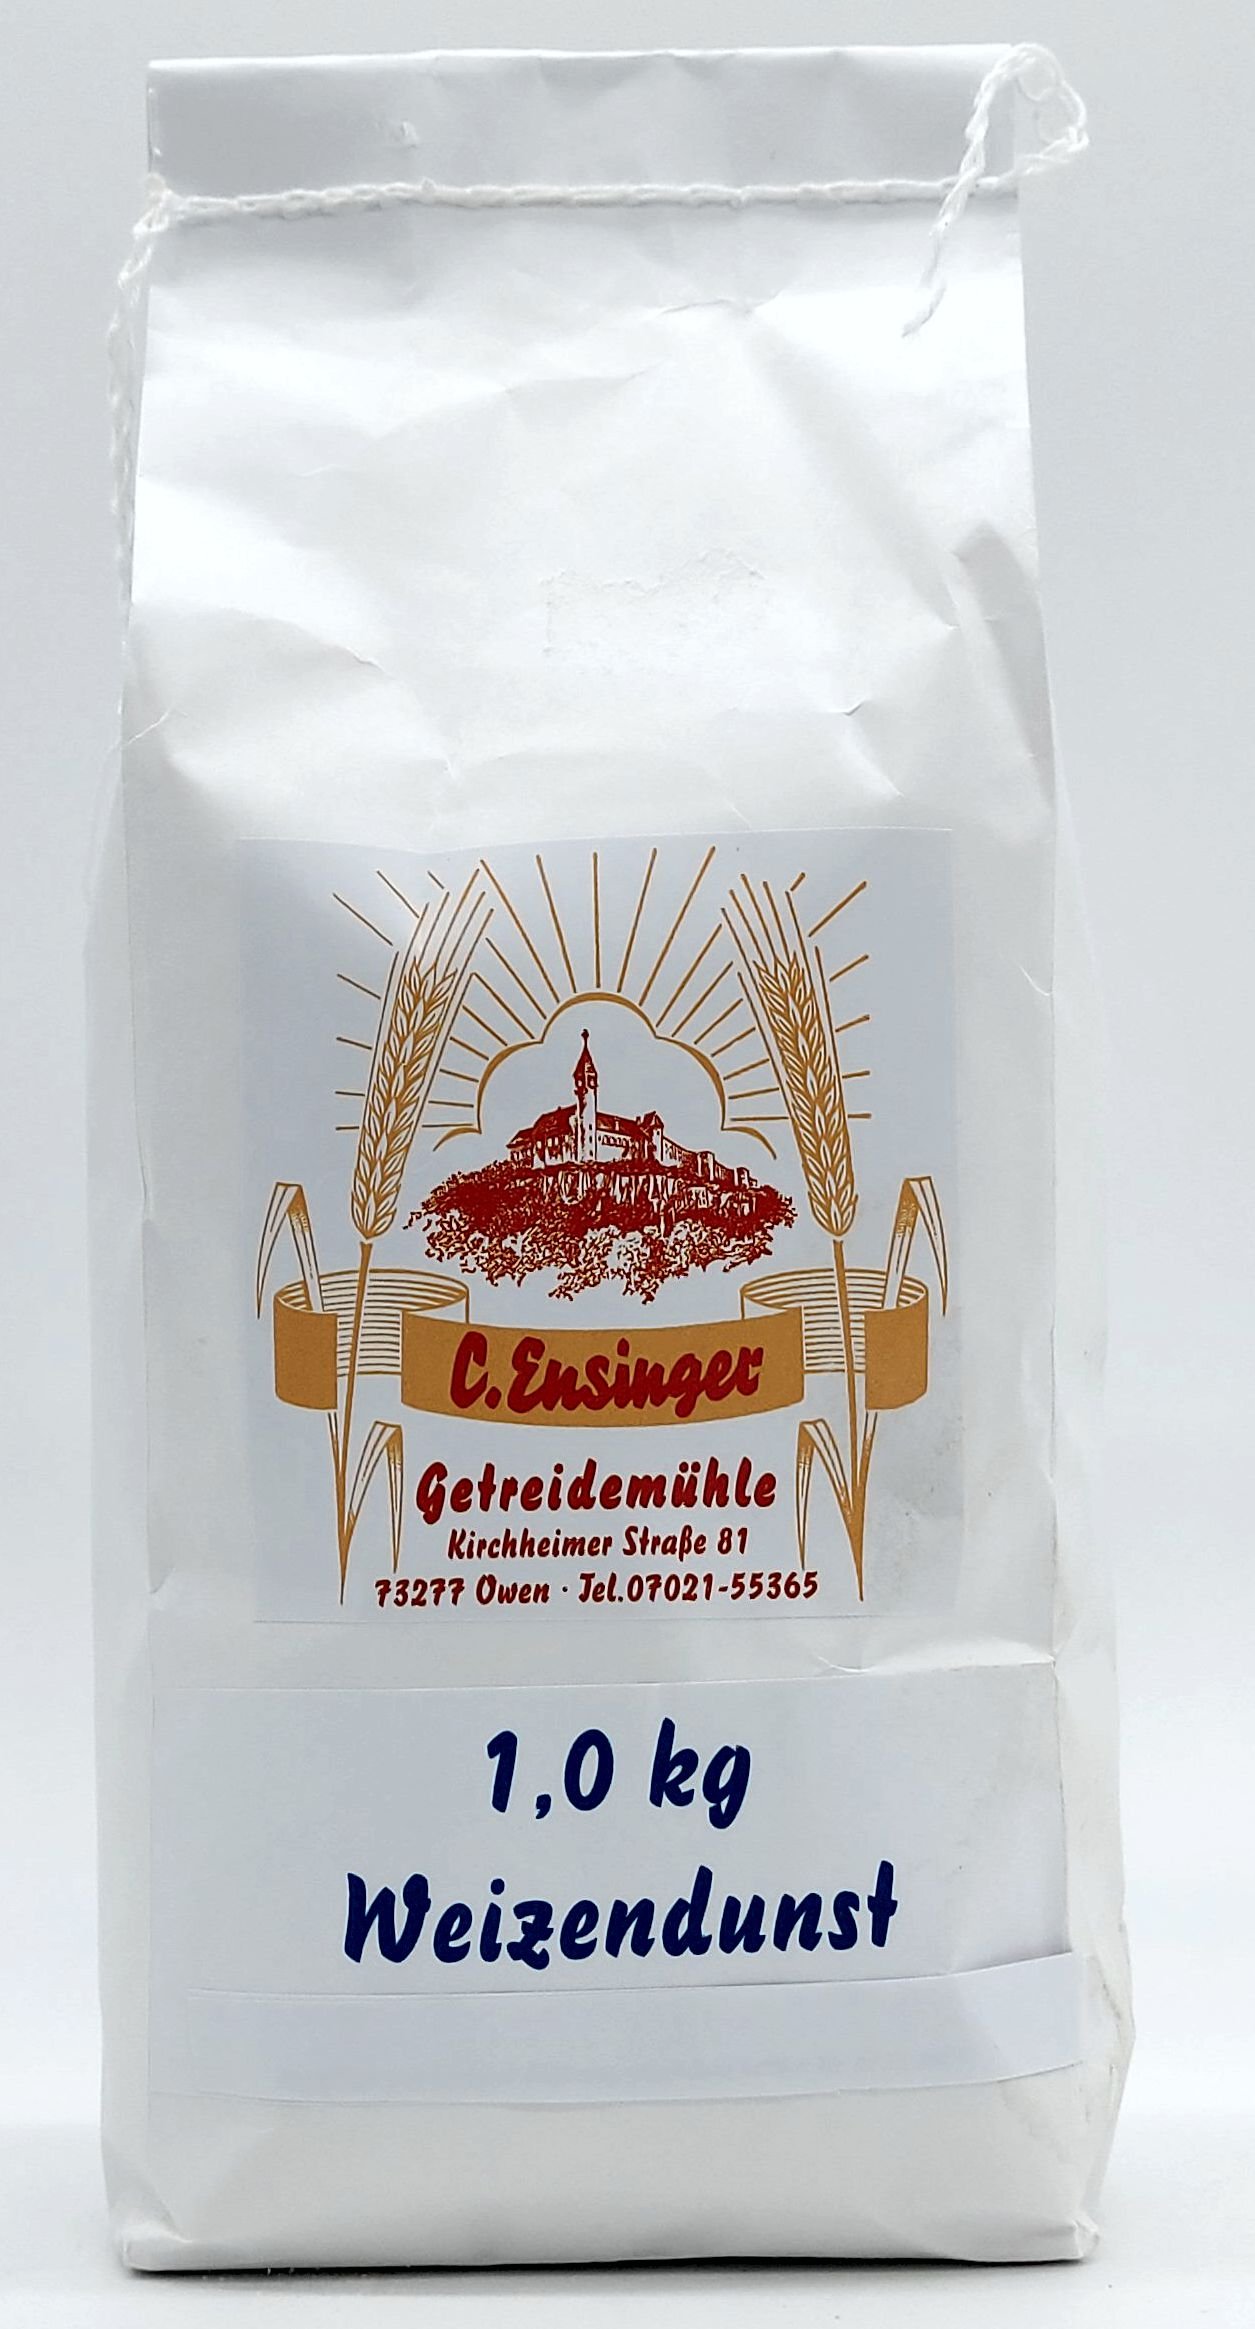 C. Ensinger
Getreidemühle
Kirchheimer Straße 81
73277 Owen · Tel. 07021-55365
1,0 kg
Weizendunst